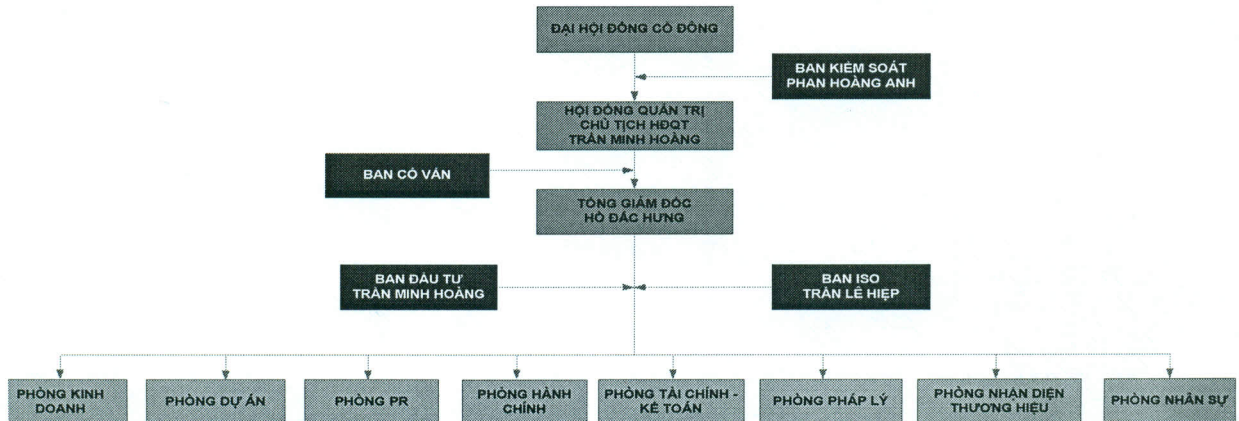 ĐẠI HỘI ĐỒNG CỔ ĐÔNG
BAN KIỂM SOÁT
PHAN HOÀNG ANH
HỘI ĐỒNG QUẢN TRỊ
CHỦ TỊCH HĐQT
TRẦN MINH HOÀNG
BAN CỐ VẤN
TỔNG GIÁM ĐỐC
HỒ ĐẮC HƯNG
BAN ĐẦU TƯ
TRẦN MINH HOÀNG
BAN ISO
TRẦN LÊ HIỆP
PHÒNG KINH
DOANH
PHÒNG DỰ ÁN
PHÒNG PR
PHÒNG HÀNH
CHÍNH
PHÒNG TÀI CHÍNH -
KẾ TOÁN
PHÒNG PHÁP LÝ
PHÒNG NHẬN DIỆN
THƯƠNG HIỆU
PHÒNG NHÂN SỰ